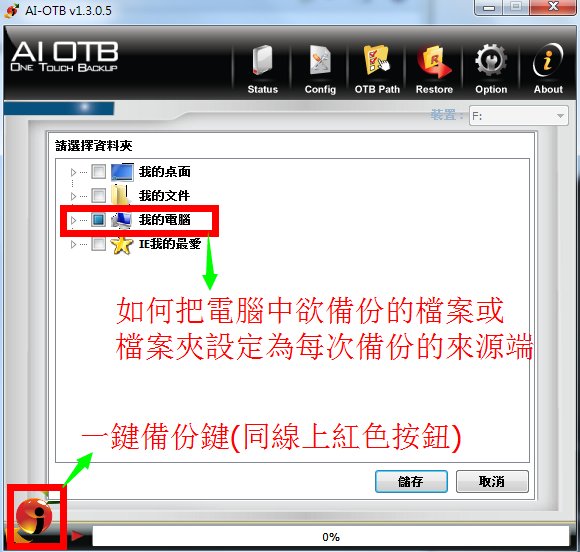 AI-OTB v1.3.0.5
AI OTB
ONE TOUCH BACKUP
Status
Config
OTB Path
Restore
Option
About
裝置：
F:
請選擇資料夾
我的桌面
我的文件
我的電腦
IE我的最愛
如何把電腦中欲備份的檔案或
檔案夾設定為每次備份的來源端
一鍵備份鍵(同線上紅色按鈕)
儲存
取消
0%